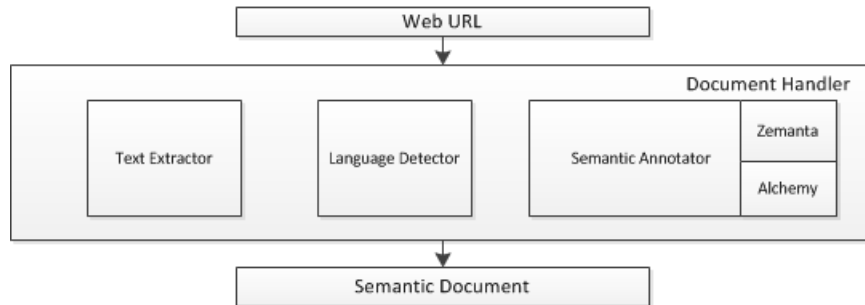 Web URL
Document Handler
Text Extractor
Language Detector
Semantic Annotator
Zemanta
Alchemy
Semantic Document